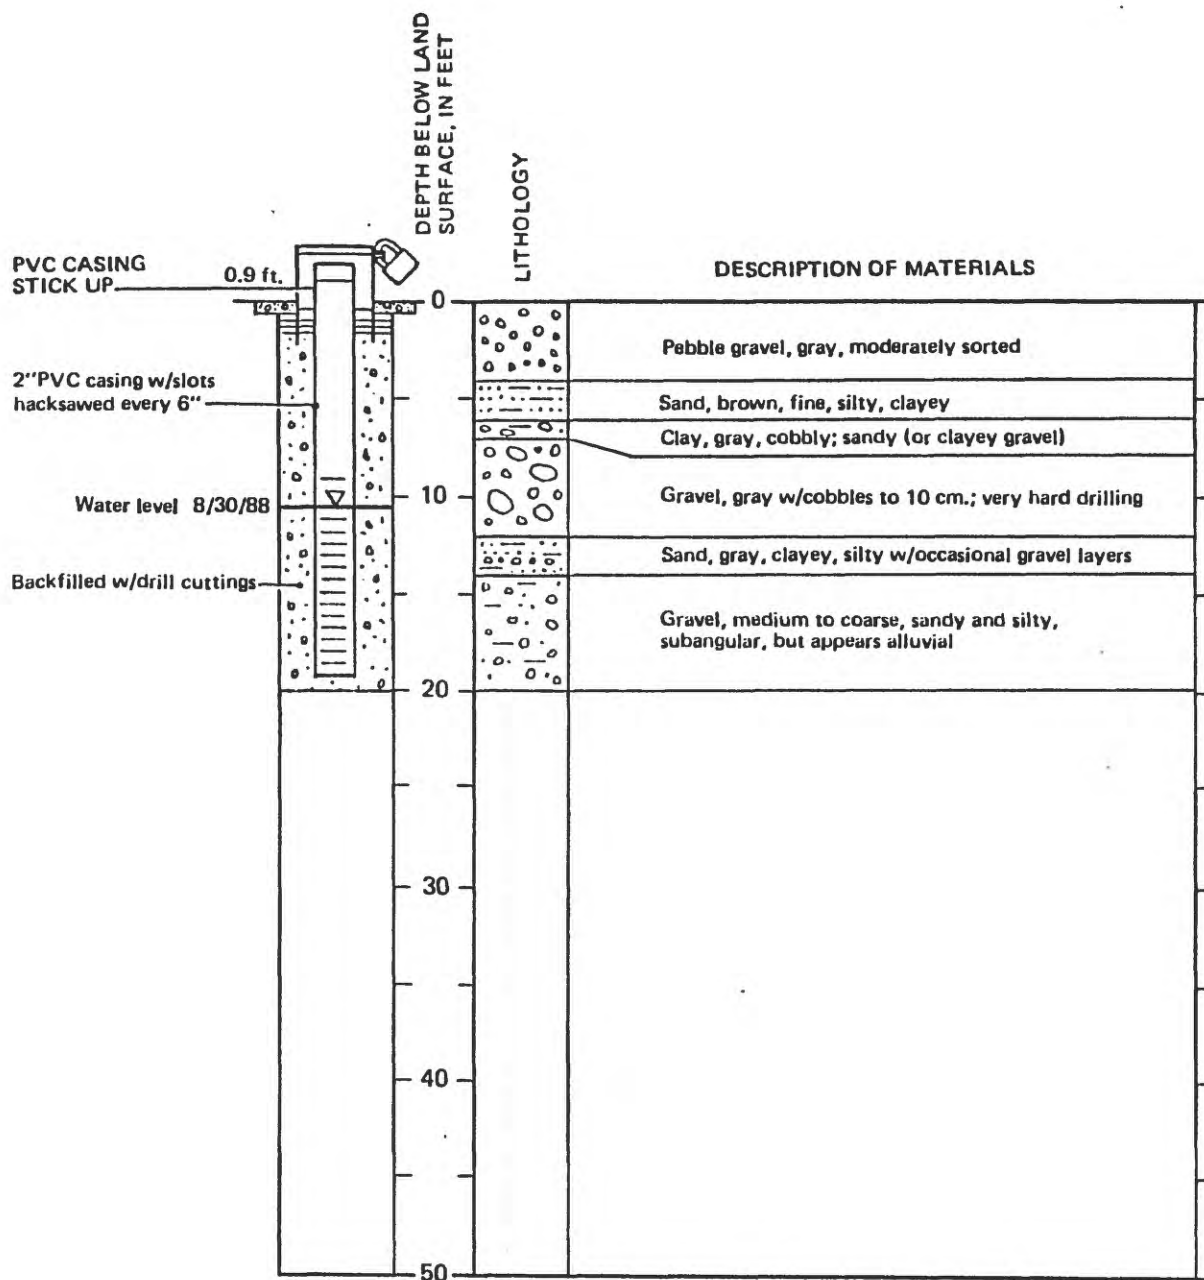 DEPTH BELOW LAND
SURFACE, IN FEET
LITHOLOGY
DESCRIPTION OF MATERIALS
PVC CASING
STICK UP
0.9 ft.
2"PVC casing w/slots
hacksawed every 6"
Water level 8/30/88
Backfilled w/drill cuttings
0
10
20
30
40
50
Pebble gravel, gray, moderately sorted
Sand, brown, fine, silty, clayey
Clay, gray, cobbly; sandy (or clayey gravel)
Gravel, gray w/cobbles to 10 cm.; very hard drilling
Sand, gray, clayey, silty w/occasional gravel layers
Gravel, medium to coarse, sandy and silty,
subangular, but appears alluvial